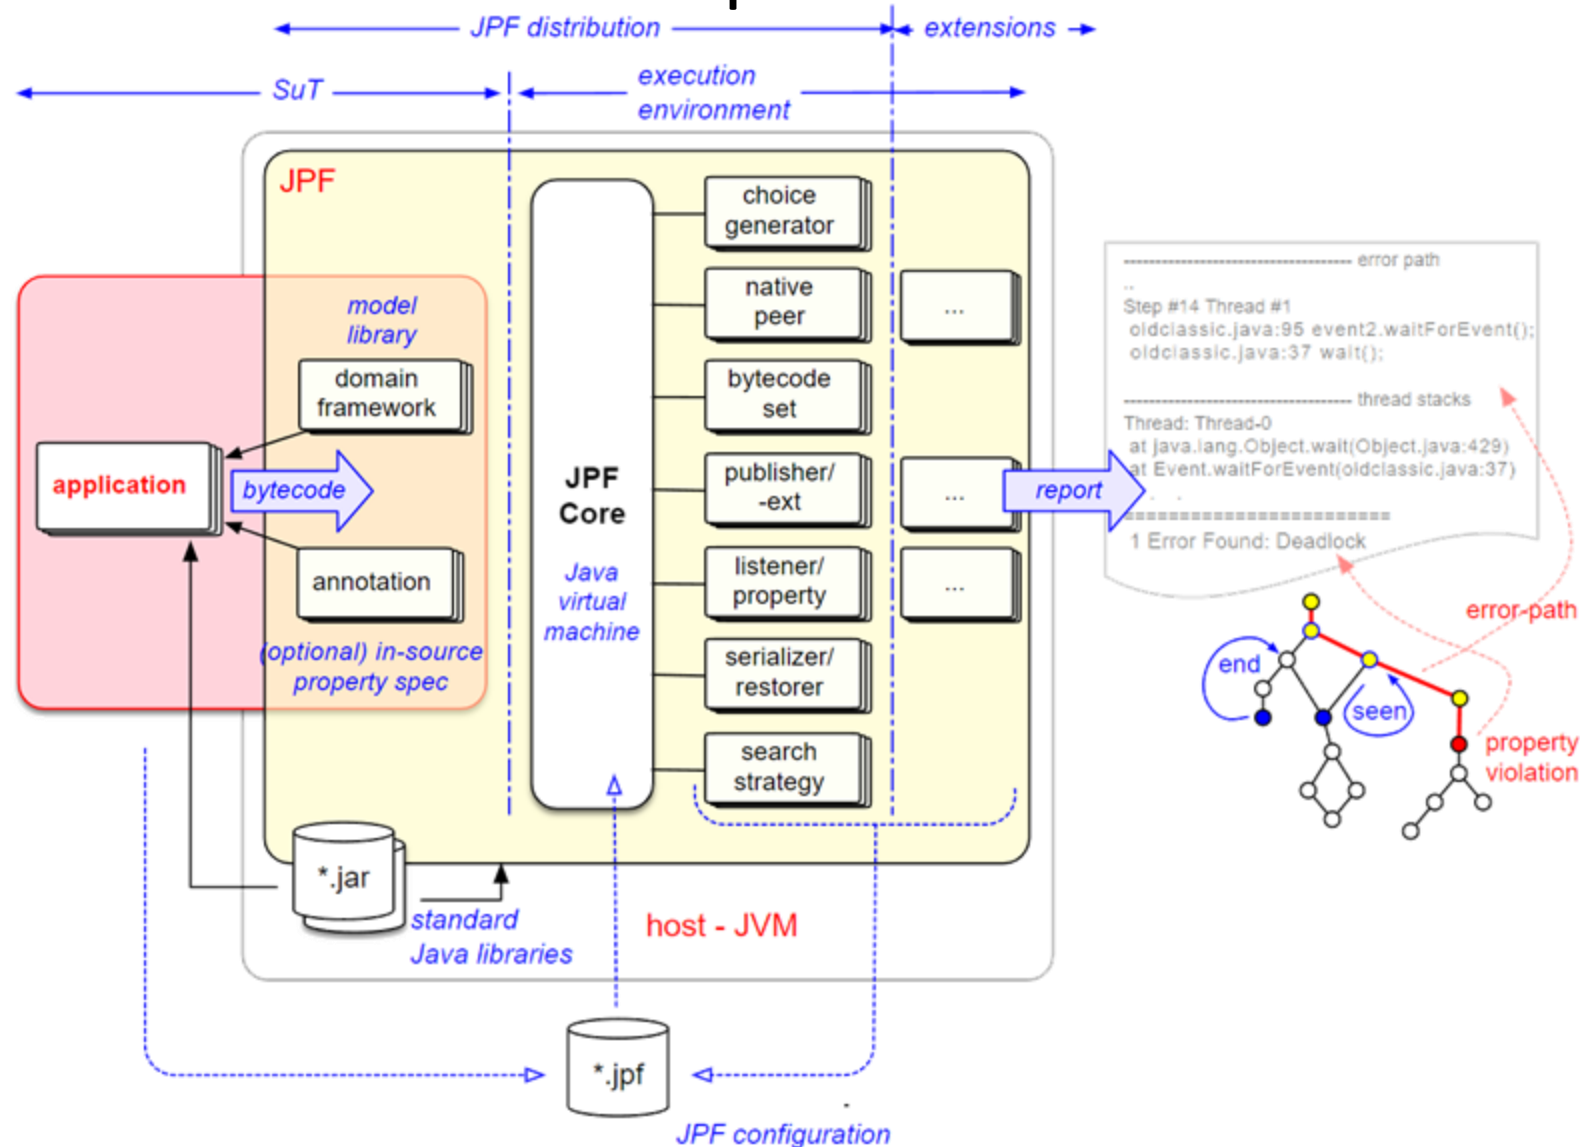 JPF distribution
extensions
SuT
execution
environment
JPF
choice
generator
native
peer
...
bytecode
set
publisher/
-ext
...
listener/
property
...
serializer/
restorer
search
strategy
JPF
Core
Java
virtual
machine
model
library
domain
framework
application
bytecode
annotation
(optional) in-source
property spec
*.jar
standard
Java libraries
host - JVM
*.jpf
JPF configuration
report
---------------------------------- error path
..
Step #14 Thread #1
oldclassic.java:95 event2.waitForEvent();
oldclassic.java:37 wait();
---------------------------------- thread stacks
Thread: Thread-0
at java.lang.Object.wait(Object.java:429)
at Event.waitForEvent(oldclassic.java:37)
. .
========================
1 Error Found: Deadlock
error-path
end
seen
property
violation